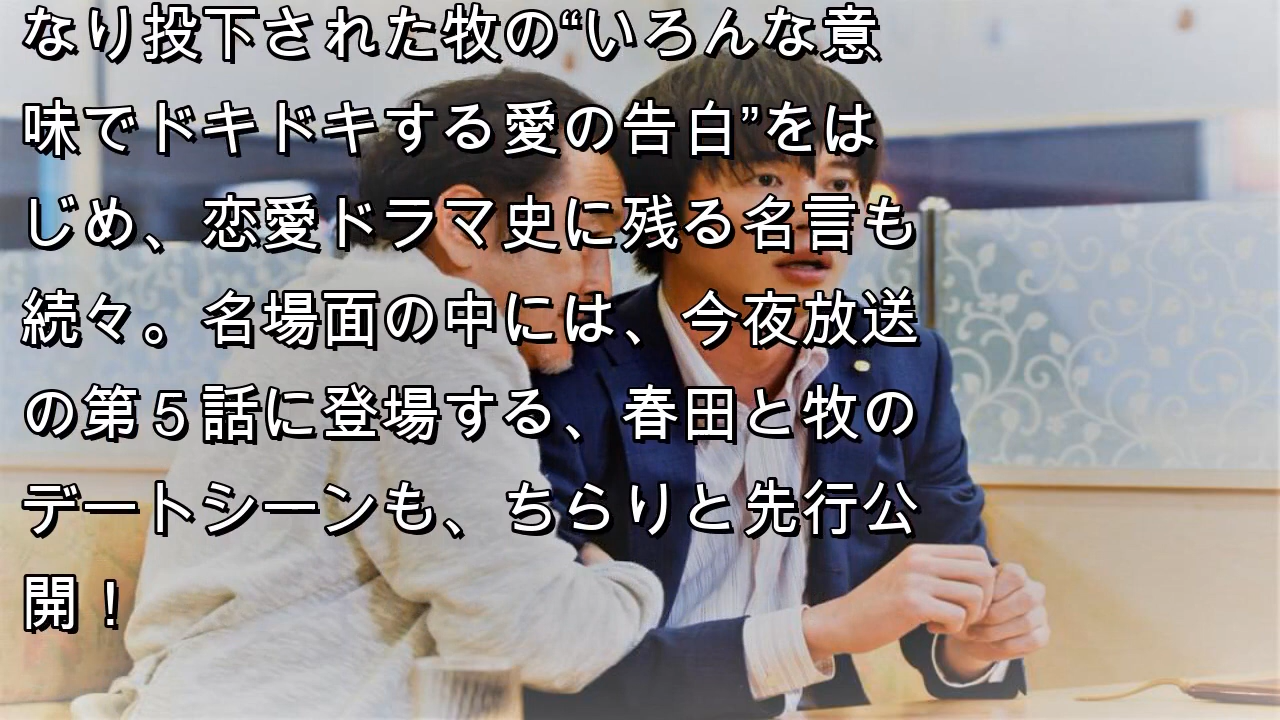 なり投下された牧の“いろんな意
味でドキドキする愛の告白”をは
じめ、恋愛ドラマ史に残る名言も
続々。名場面の中には、今夜放送
の第５話に登場する、春田と牧の
デートシーンも、ちらりと先行公
開！